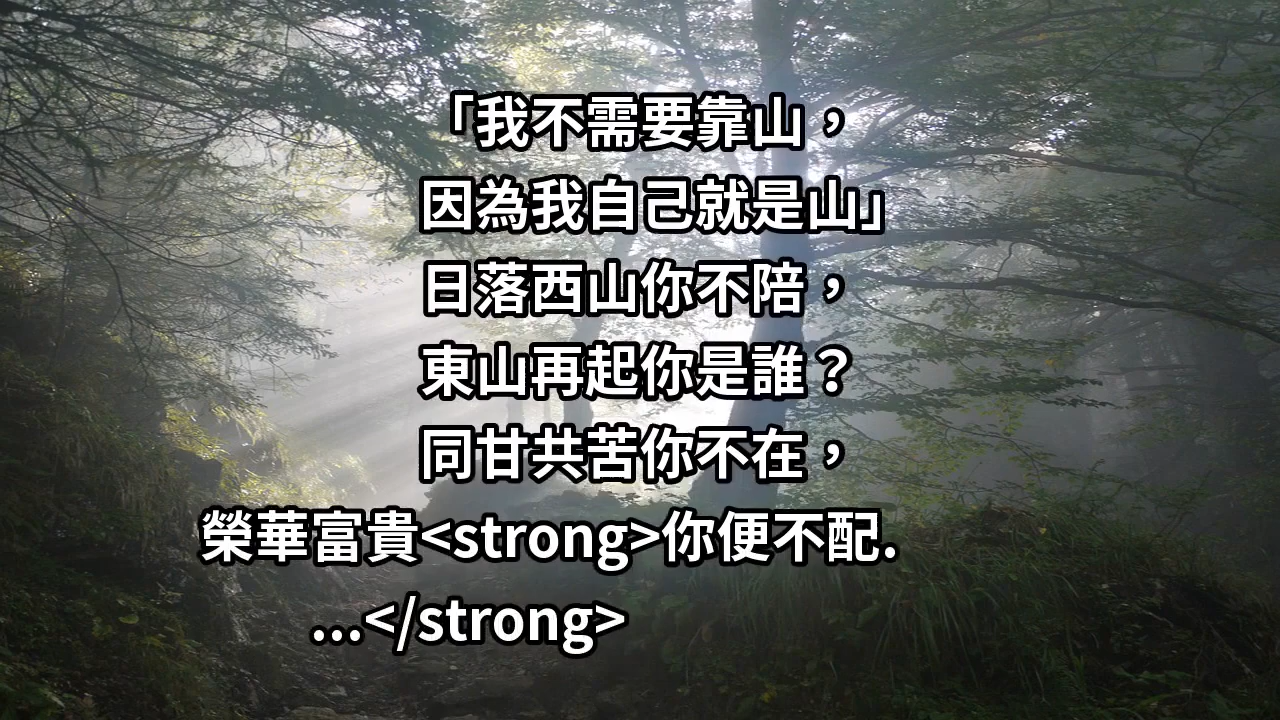 「我不需要靠山，
因為我自己就是山」
日落西山你不陪，
東山再起你是誰？
同甘共苦你不在，
榮華富貴<strong>你便不配.
...</strong>